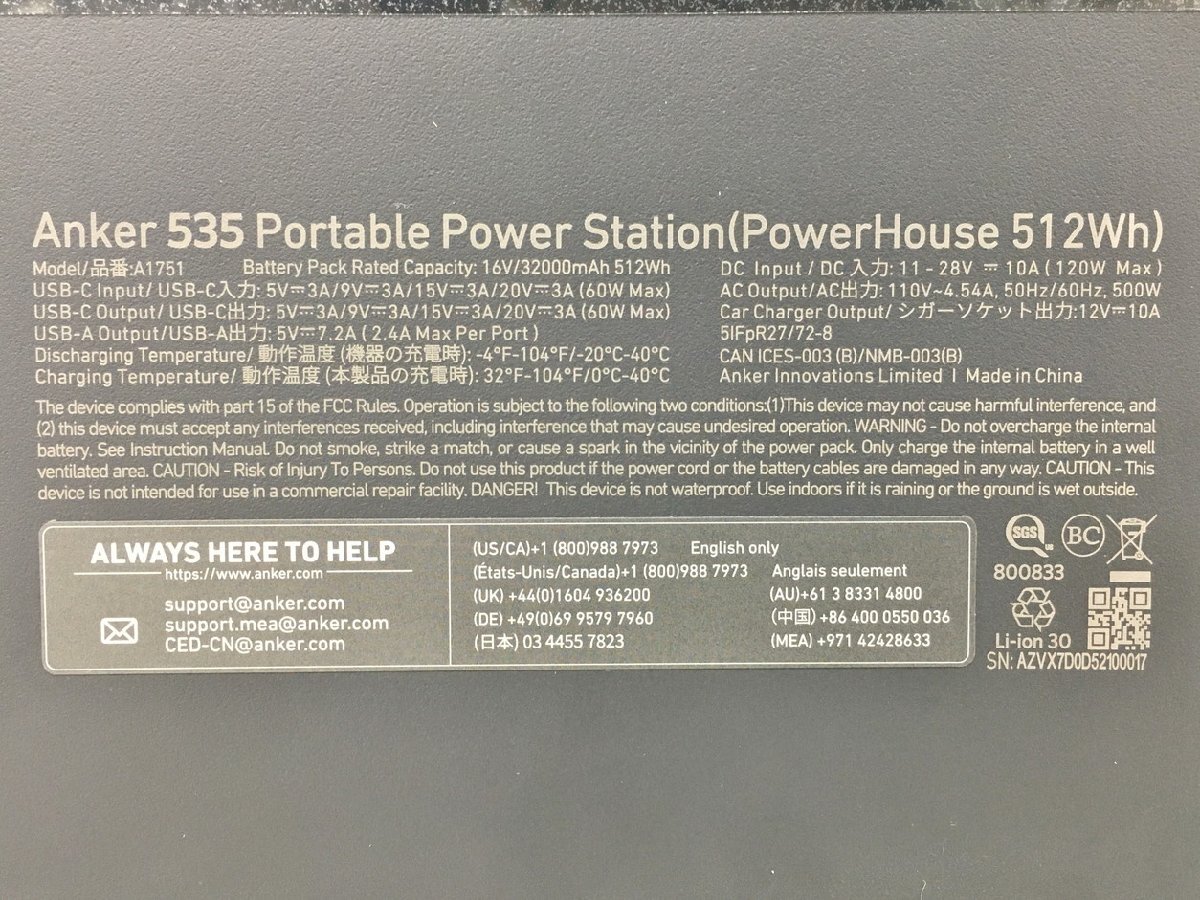 Anker 535 Portable Power Station(PowerHouse 512Wh)
Model/品番:A1751 Battery Pack Rated Capacity: 16V/32000mAh 512Wh
USB-C Input/ USB-C入力: 5V⎓3A/9V⎓3A/15V⎓3A/20V⎓3A (60W Max)
USB-C Output/ USB-C出力: 5V⎓3A/9V⎓3A/15V⎓3A/20V⎓3A (60W Max)
USB-A Output/USB-A出力: 5V⎓7.2A ( 2.4A Max Per Port )
Discharging Temperature/ 動作温度 (機器の充電時): -4°F-104°F/-20°C-40°C
Charging Temperature/ 動作温度 (本製品の充電時): 32°F-104°F/0°C-40°C
DC Input / DC 入力: 11 - 28V ⎓ 10A ( 120W Max )
AC Output/AC出力: 110V~4.54A, 50Hz/60Hz, 500W
Car Charger Output/ シガーソケット出力:12V⎓10A
5IFpR27/72-8
CAN ICES-003 (B)/NMB-003(B)
Anker Innovations Limited | Made in China
The device complies with part 15 of the FCC Rules. Operation is subject to the following two conditions:(1)This device may not cause harmful interference, and
(2) this device must accept any interferences received, including interference that may cause undesired operation. WARNING - Do not overcharge the internal
battery. See Instruction Manual. Do not smoke, strike a match, or cause a spark in the vicinity of the power pack. Only charge the internal battery in a well
ventilated area. CAUTION - Risk of Injury To Persons. Do not use this product if the power cord or the battery cables are damaged in any way. CAUTION - This
device is not intended for use in a commercial repair facility. DANGER! This device is not waterproof. Use indoors if it is raining or the ground is wet outside.
ALWAYS HERE TO HELP
https://www.anker.com
support@anker.com
support.mea@anker.com
CED-CN@anker.com
(US/CA)+1 (800)988 7973 English only
(États-Unis/Canada)+1 (800)988 7973 Anglais seulement
(UK) +44(0)1604 936200 (AU)+61 3 8331 4800
(DE) +49(0)69 9579 7960 (中国) +86 400 0550 036
(日本) 03 4455 7823 (MEA) +971 42428633
SGS us BC
800833
Li-ion 30
SN: AZVX7D0D52100017